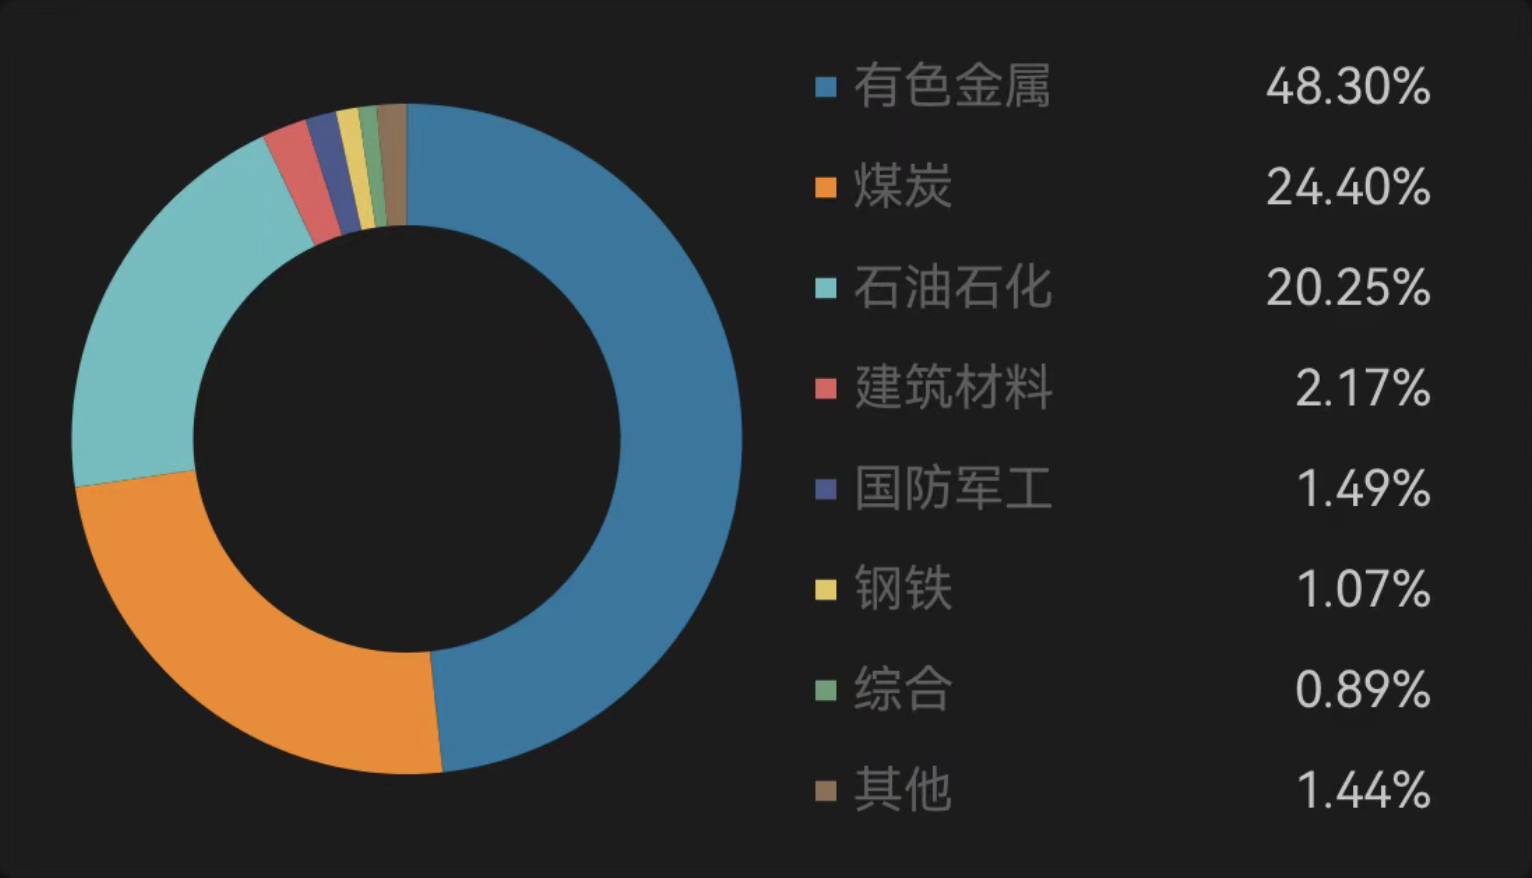 有色金属 48.30%
煤炭 24.40%
石油石化 20.25%
建筑材料 2.17%
国防军工 1.49%
钢铁 1.07%
综合 0.89%
其他 1.44%